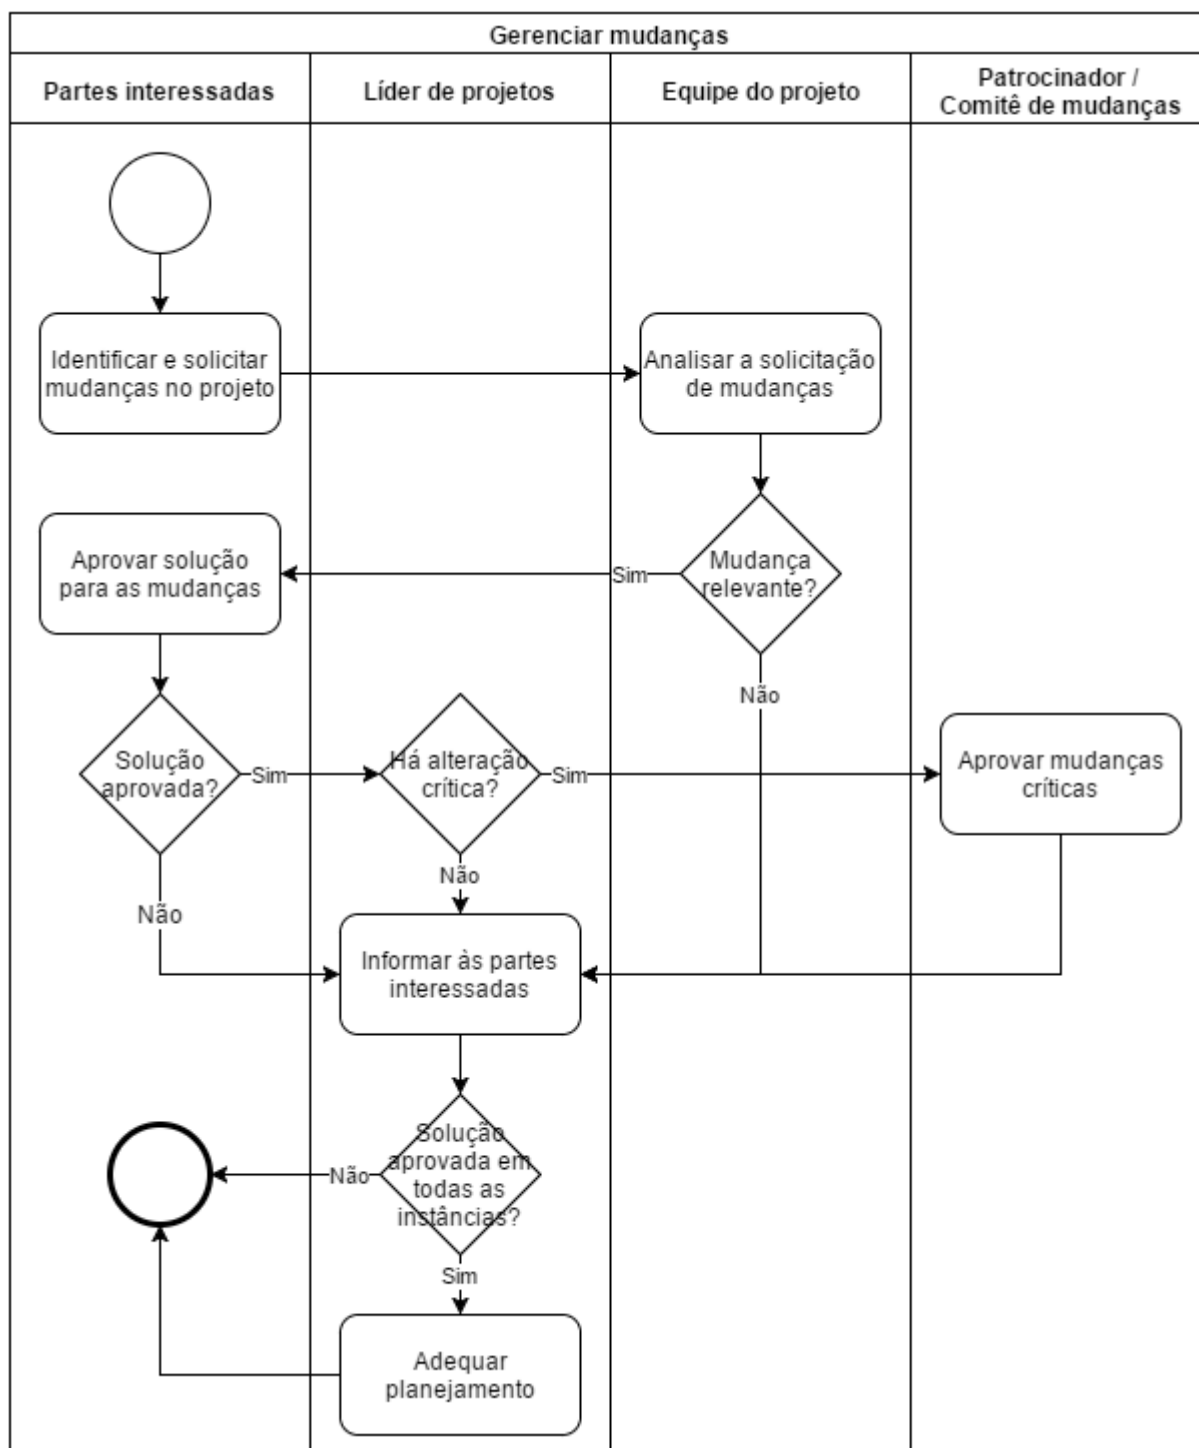 Gerenciar mudanças
Partes interessadas
Líder de projetos
Equipe do projeto
Patrocinador /
Comitê de mudanças
Identificar e solicitar
mudanças no projeto
Analisar a solicitação
de mudanças
Aprovar solução
para as mudanças
Sim
Mudança
relevante?
Não
Solução
aprovada?
Sim
Há alteração
crítica?
Sim
Aprovar mudanças
críticas
Não
Não
Informar às partes
interessadas
Não
Solução
aprovada em
todas as
instâncias?
Sim
Adequar
planejamento